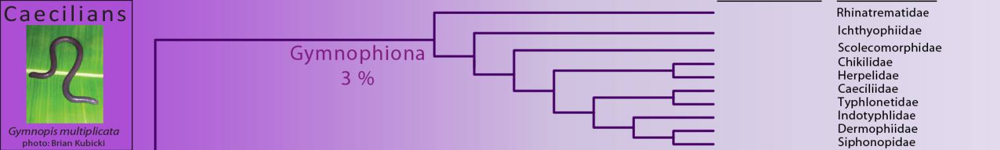 Caecilians
Gymnopis multiplicata
photo: Brian Kubicki
Gymnophiona
3 %
Rhinatrematidae
Ichthyophiidae
Scolecomorphidae
Chikilidae
Herpelidae
Caeciliidae
Typhlonetidae
Indotyphlidae
Dermophiidae
Siphonopidae